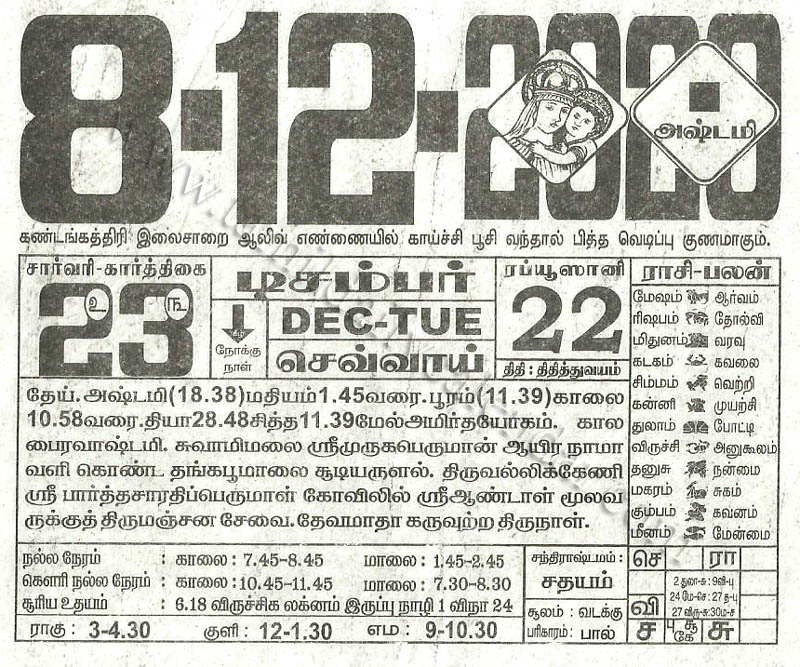 8-12-2020
அஷ்டமி
கண்டங்கத்திரி இலைசாறை ஆலிவ் எண்ணையில் காய்ச்சி பூசி வந்தால் பித்த வெடிப்பு குணமாகும்.
சார்வரி-கார்த்திகை
23
உ
௩
டிசம்பர்
கீழ்
நோக்கு
நாள்
DEC-TUE
செவ்வாய்
ரப்யூஸானி
22
திதி : திதித்துவயம்
தேய். அஷ்டமி(18.38)மதியம்1.45வரை.பூரம்(11.39)காலை
10.58வரை.தியா28.48சித்த11.39மேல்அமிர்தயோகம். கால
பைரவாஷ்டமி. சுவாமிமலை ஸ்ரீமுருகபெருமான் ஆயிர நாமா
வளி கொண்ட தங்கபூமாலை சூடியருளல். திருவல்லிக்கேணி
ஸ்ரீ பார்த்தசாரதிப்பெருமாள் கோவிலில் ஸ்ரீஆண்டாள் மூலவ
ருக்குத் திருமஞ்சன சேவை. தேவமாதா கருவுற்ற திருநாள்.
ராசி-பலன்
மேஷம் ஆர்வம்
ரிஷபம் தோல்வி
மிதுனம் வரவு
கடகம் கவலை
சிம்மம் வெற்றி
கன்னி முயற்சி
துலாம் போட்டி
விருச்சி அனுகூலம்
தனுசு நன்மை
மகரம் சுகம்
கும்பம் கவனம்
மீனம் மேன்மை
நல்ல நேரம் : காலை : 7.45-8.45 மாலை : 1.45-2.45
கௌரி நல்ல நேரம் : காலை :10.45-11.45 மாலை : 7.30-8.30
சூரிய உதயம் : 6.18 விருச்சிக லக்னம் இருப்பு நாழி 1 விநா 24
ராகு : 3-4.30 குளி : 12-1.30 எம : 9-10.30
சந்திராஷ்டமம் :
சதயம்
சூலம் : வடக்கு
பரிகாரம்: பால்
செ ரா
2 துலா-சு : 9வி-பு
24 மே-செ : 27 த-பு
27 விரு-சு:30ம-ச
வி
ச பு சூ கே சு